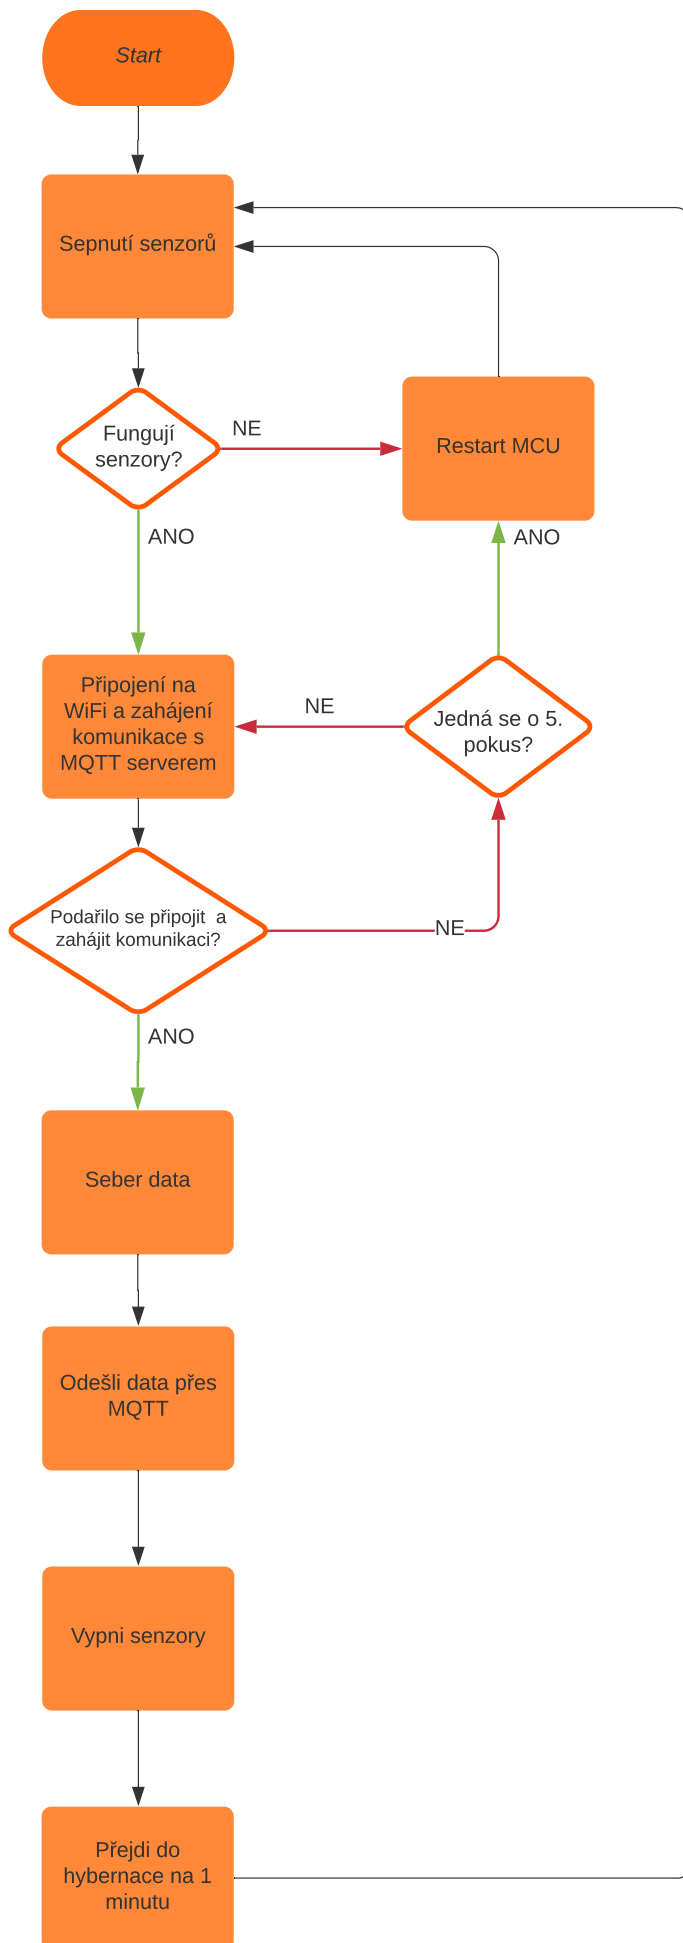 Start
Sepnutí senzorů
Fungují
senzory?
NE
Restart MCU
ANO
ANO
Připojení na
WiFi a zahájení
komunikace s
MQTT serverem
NE
Jedná se o 5.
pokus?
Podařilo se připojit  a
zahájit komunikaci?
NE
ANO
Seber data
Odešli data přes
MQTT
Vypni senzory
Přejdi do
hybernace na 1
minutu